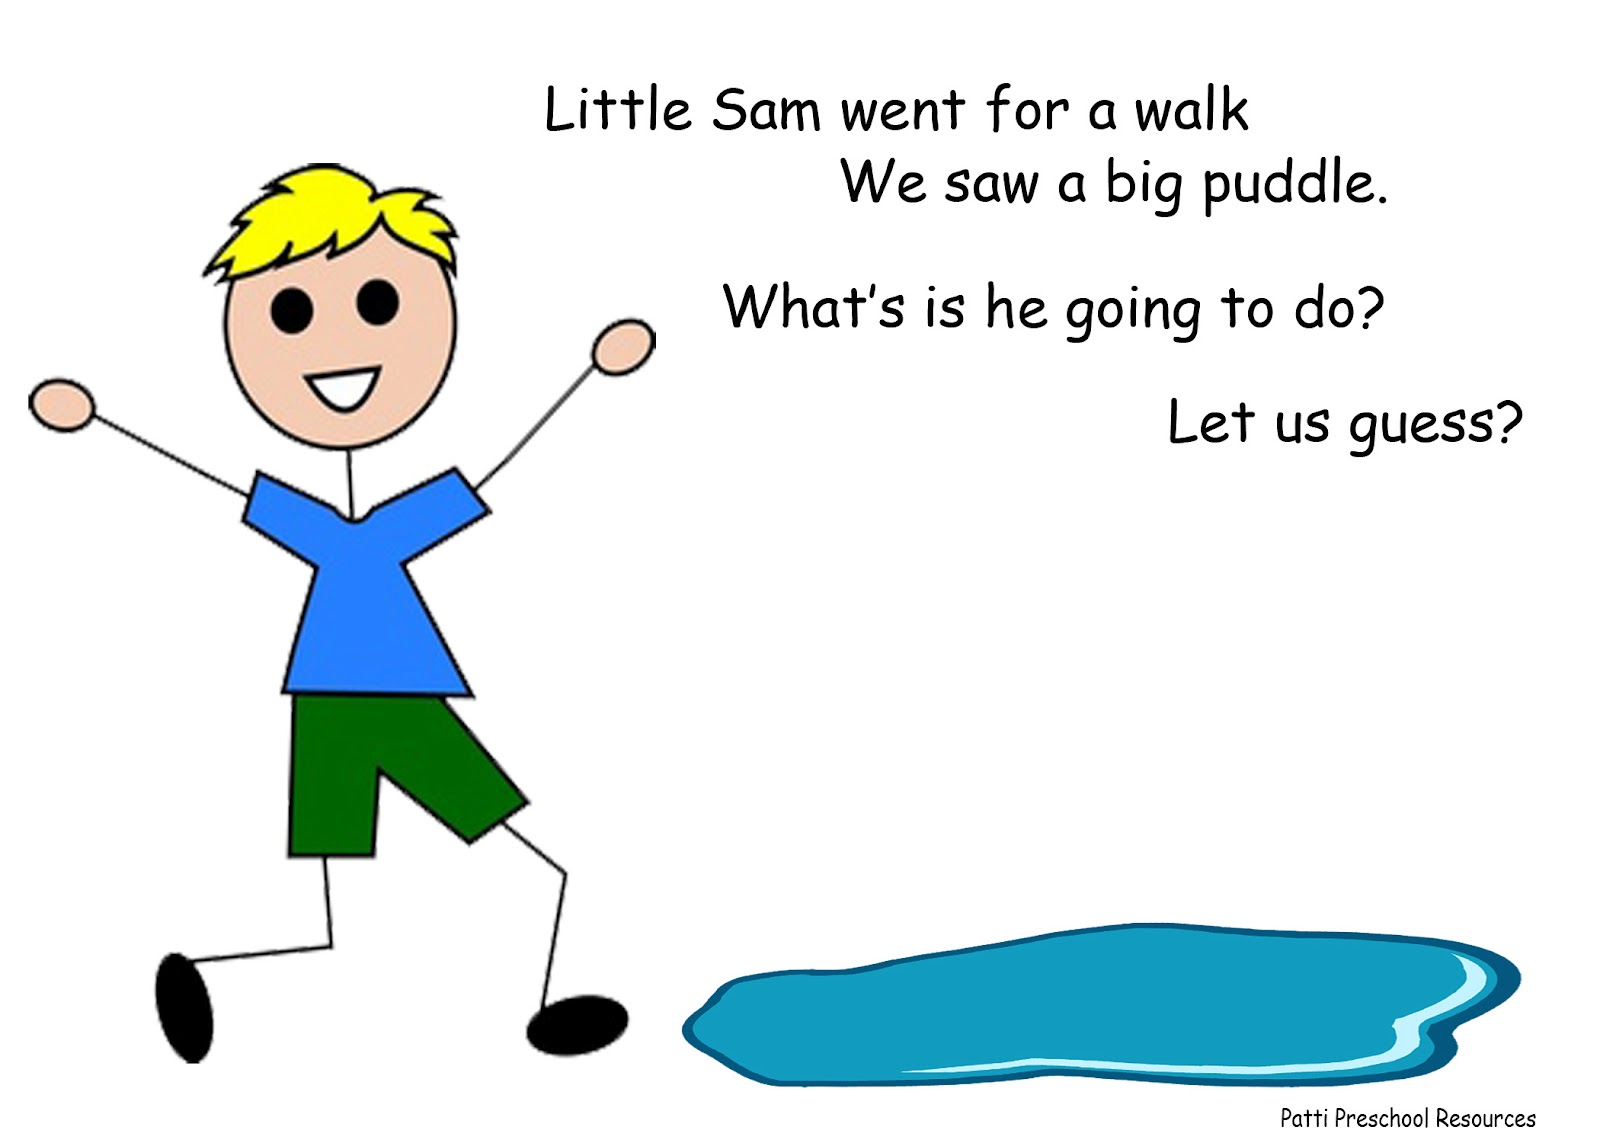 Little Sam went for a walk
We saw a big puddle.
What's is he going to do?
Let us guess?
Patti Preschool Resources